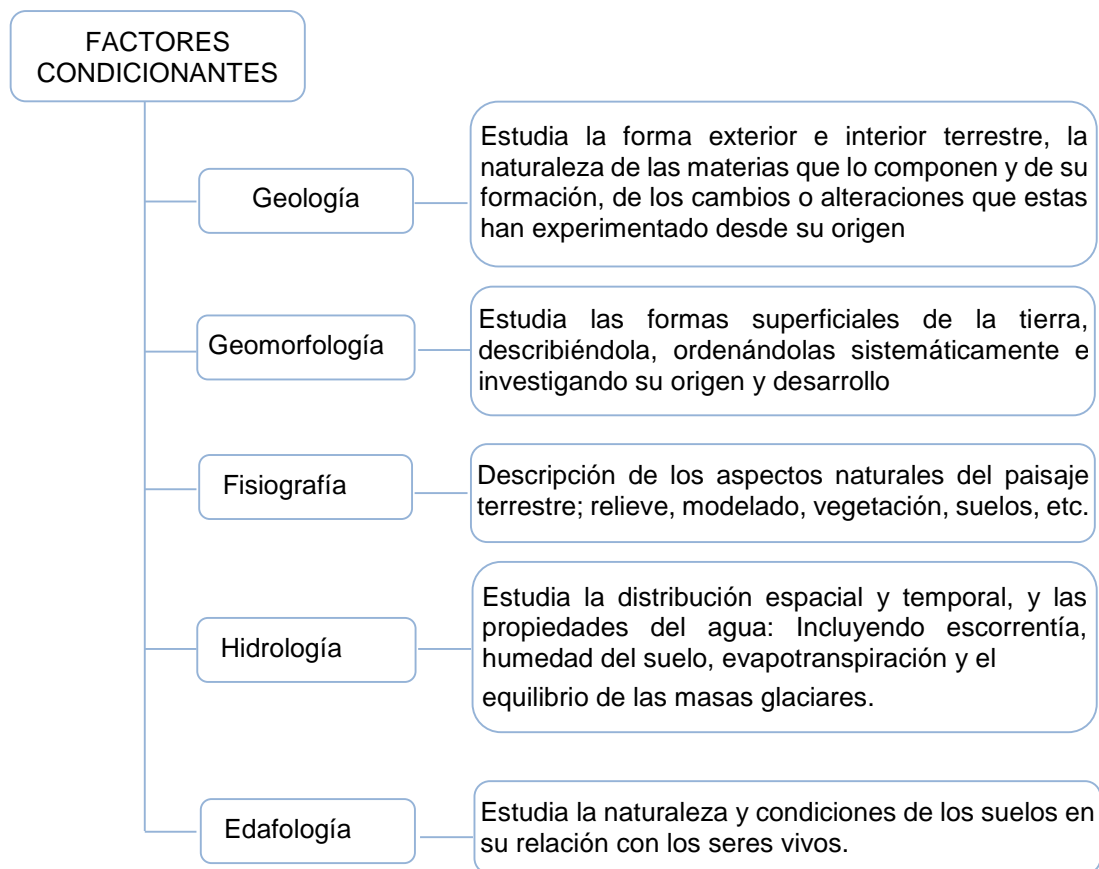 FACTORES
CONDICIONANTES
Geología
Estudia la forma exterior e interior terrestre, la
naturaleza de las materias que lo componen y de su
formación, de los cambios o alteraciones que estas
han experimentado desde su origen
Geomorfología
Estudia las formas superficiales de la tierra,
describiéndola, ordenándolas sistemáticamente e
investigando su origen y desarrollo
Fisiografía
Descripción de los aspectos naturales del paisaje
terrestre; relieve, modelado, vegetación, suelos, etc.
Hidrología
Estudia la distribución espacial y temporal, y las
propiedades del agua: Incluyendo escorrentía,
humedad del suelo, evapotranspiración y el
equilibrio de las masas glaciares.
Edafología
Estudia la naturaleza y condiciones de los suelos en
su relación con los seres vivos.